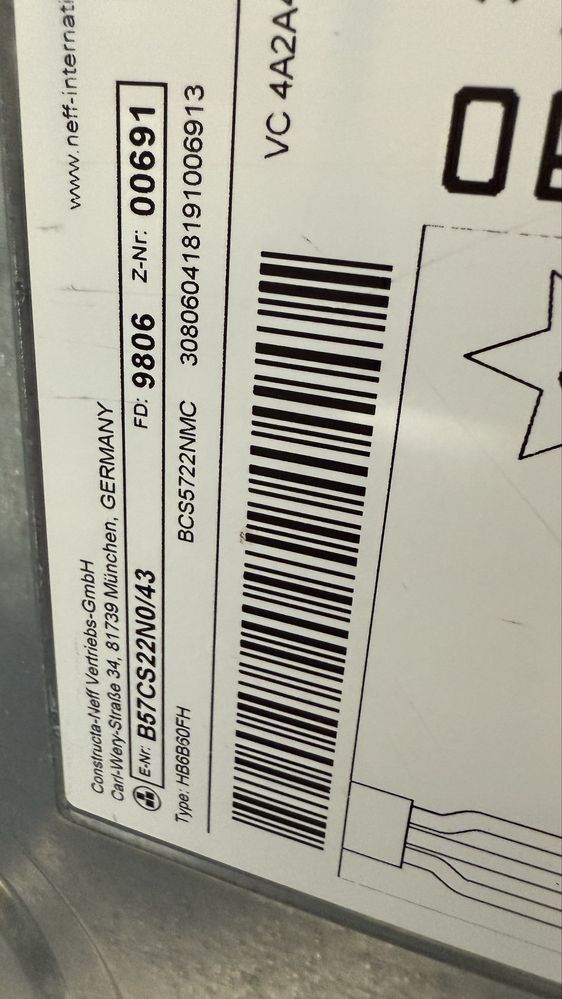 www.neff-internati
Constructa-Neff Vertriebs-GmbH
Carl-Wery-Straße 34, 81739 München, GERMANY
E-Nr: B57CS22N0/43 FD: 9806 Z-Nr: 00691
Type: HB6B60FH BCS5722NMC 308060418191006913
VC 4A2A